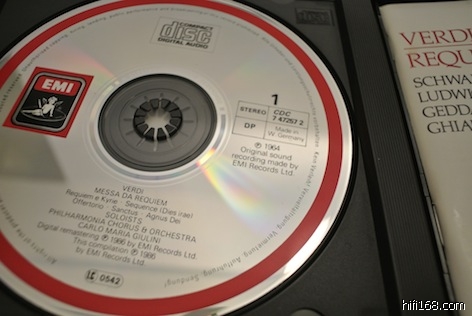 COMPACT
disc
DIGITAL AUDIO
EMI
1
STEREO
CDC
7 47257 2
DP
Made in
W. Germany
℗ 1964
Original sound
recording made by
EMI Records Ltd.
VERDI
MESSA DA REQUIEM
Requiem e Kyrie · Sequence (Dies irae)
Offertorio · Sanctus · Agnus Dei
SOLOISTS
PHILHARMONIA CHORUS & ORCHESTRA
CARLO MARIA GIULINI
Digital remastering ℗ 1986 by EMI Records Ltd.
This compilation ℗ 1986
by EMI Records Ltd.
LC 0542
VERDI
REQU
SCHWA
LUDWI
GEDD
GHIA
hifi168.com